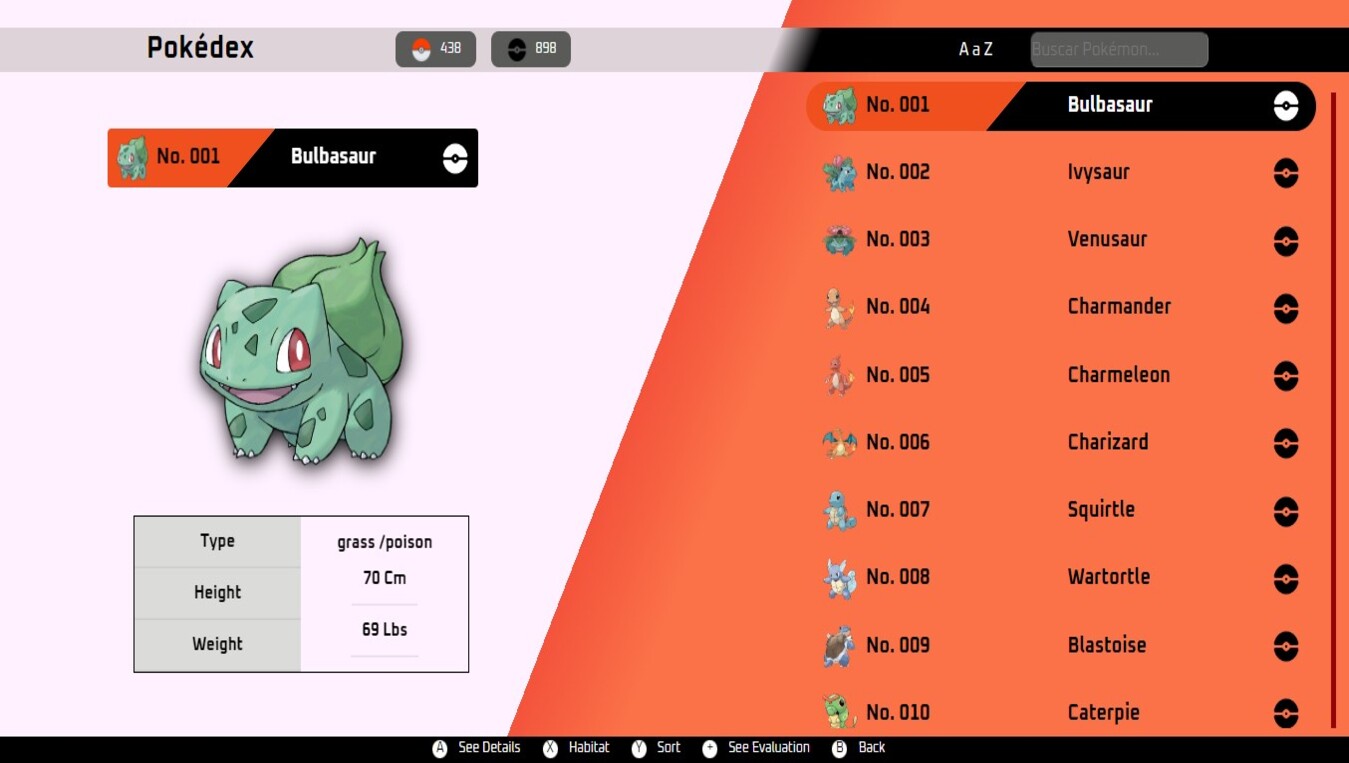 Pokédex
438
898
A a Z
Buscar Pokémon...
No. 001 Bulbasaur
Type grass /poison
Height 70 Cm
Weight 69 Lbs
No. 001 Bulbasaur
No. 002 Ivysaur
No. 003 Venusaur
No. 004 Charmander
No. 005 Charmeleon
No. 006 Charizard
No. 007 Squirtle
No. 008 Wartortle
No. 009 Blastoise
No. 010 Caterpie
A See Details X Habitat Y Sort + See Evaluation B Back